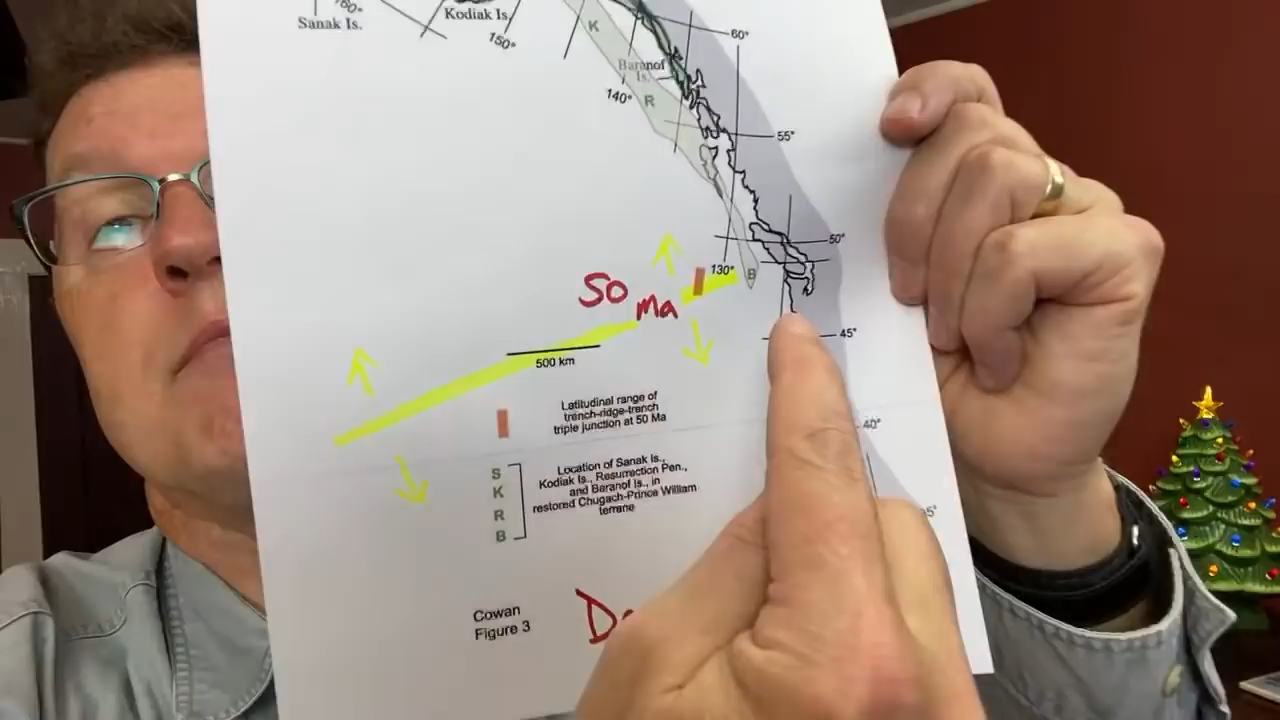 160°
Sanak Is.
Kodiak Is.
150°
K
60°
Baranof
Is.
140°
R
55°
50°
130°
B
50
Ma
500 km
45°
Latitudinal range of
trench-ridge-trench
triple junction at 50 Ma
40°
S
K
R
B
Location of Sanak Is.,
Kodiak Is., Resurrection Pen.,
and Baranof Is., in
restored Chugach-Prince William
terrane
Cowan
Figure 3